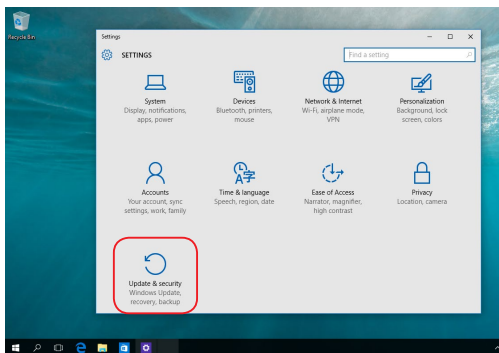 Recycle Bin
Settings
SETTINGS
Find a setting
System
Display, notifications,
apps, power
Devices
Bluetooth, printers,
mouse
Network & Internet
Wi-Fi, airplane mode,
VPN
Personalization
Background, lock
screen, colors
Accounts
Your account, sync
settings, work, family
Time & language
Speech, region, date
Ease of Access
Narrator, magnifier,
high contrast
Privacy
Location, camera
Update & security
Windows Update,
recovery, backup